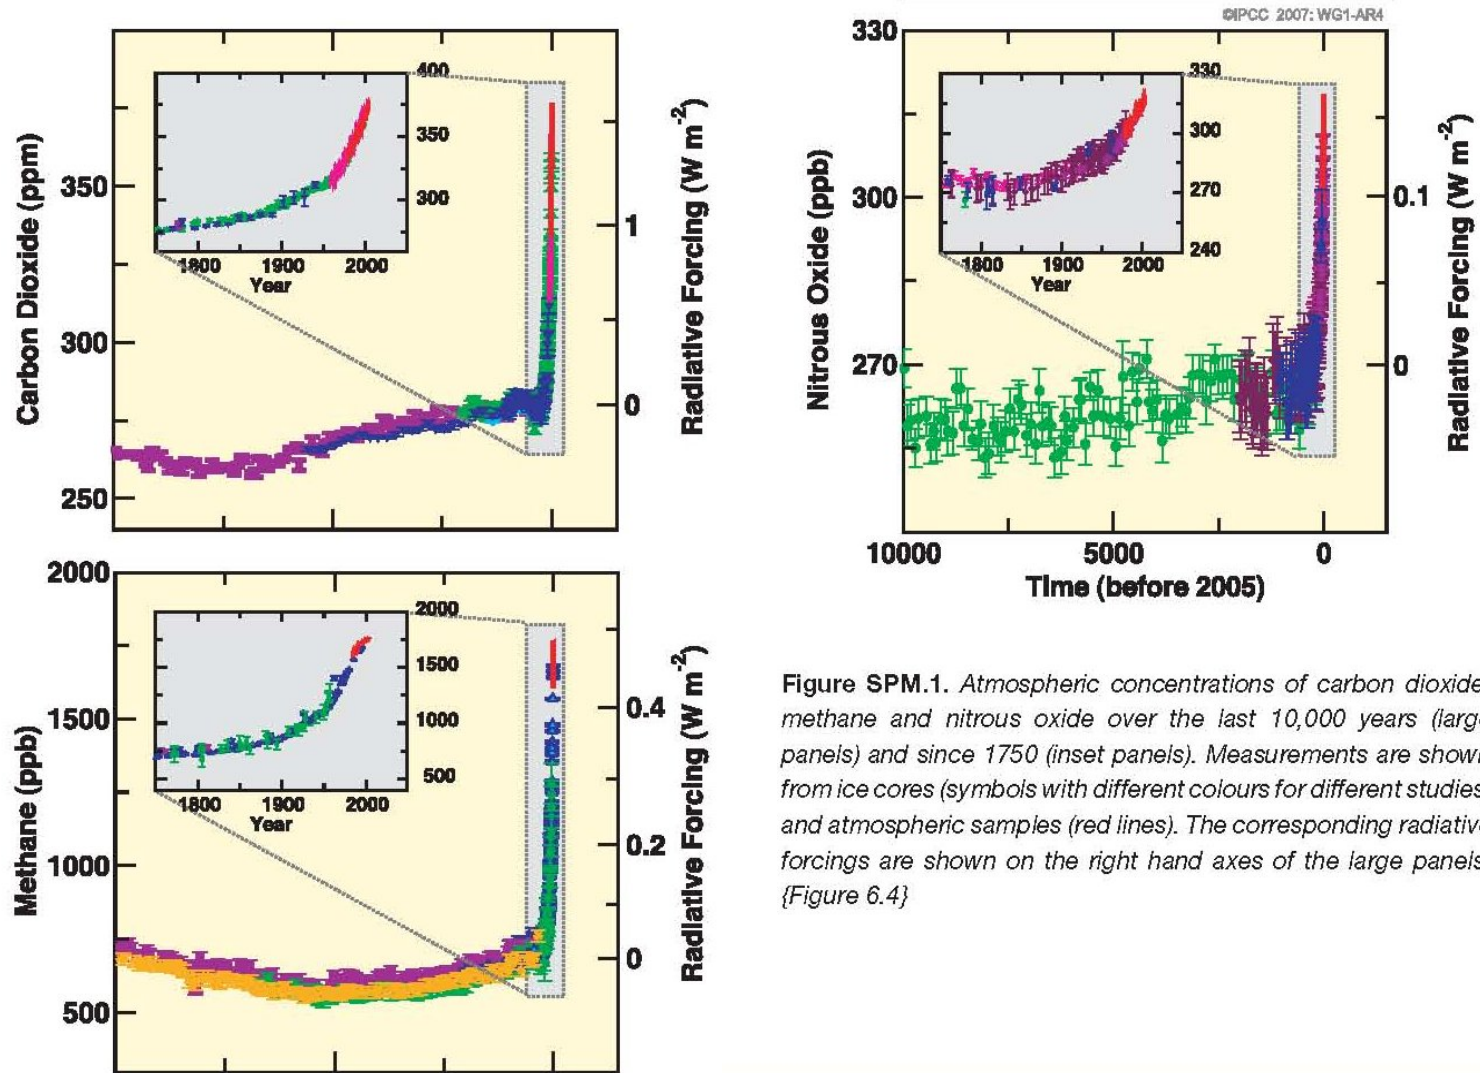 ©IPCC 2007: WG1-AR4
400
350
300
1800 1900 2000
Year
350
300
250
Carbon Dioxide (ppm)
1
0
Radiative Forcing (W m-2)
2000
1500
1000
500
1800 1900 2000
Year
2000
1500
1000
500
Methane (ppb)
0.4
0.2
0
Radiative Forcing (W m-2)
330
300
270
240
1800 1900 2000
Year
330
300
270
Nitrous Oxide (ppb)
0.1
0
Radiative Forcing (W m-2)
10000 5000 0
Time (before 2005)
Figure SPM.1. Atmospheric concentrations of carbon dioxide
methane and nitrous oxide over the last 10,000 years (larg
panels) and since 1750 (inset panels). Measurements are show
from ice cores (symbols with different colours for different studies
and atmospheric samples (red lines). The corresponding radiativ
forcings are shown on the right hand axes of the large panels
{Figure 6.4}